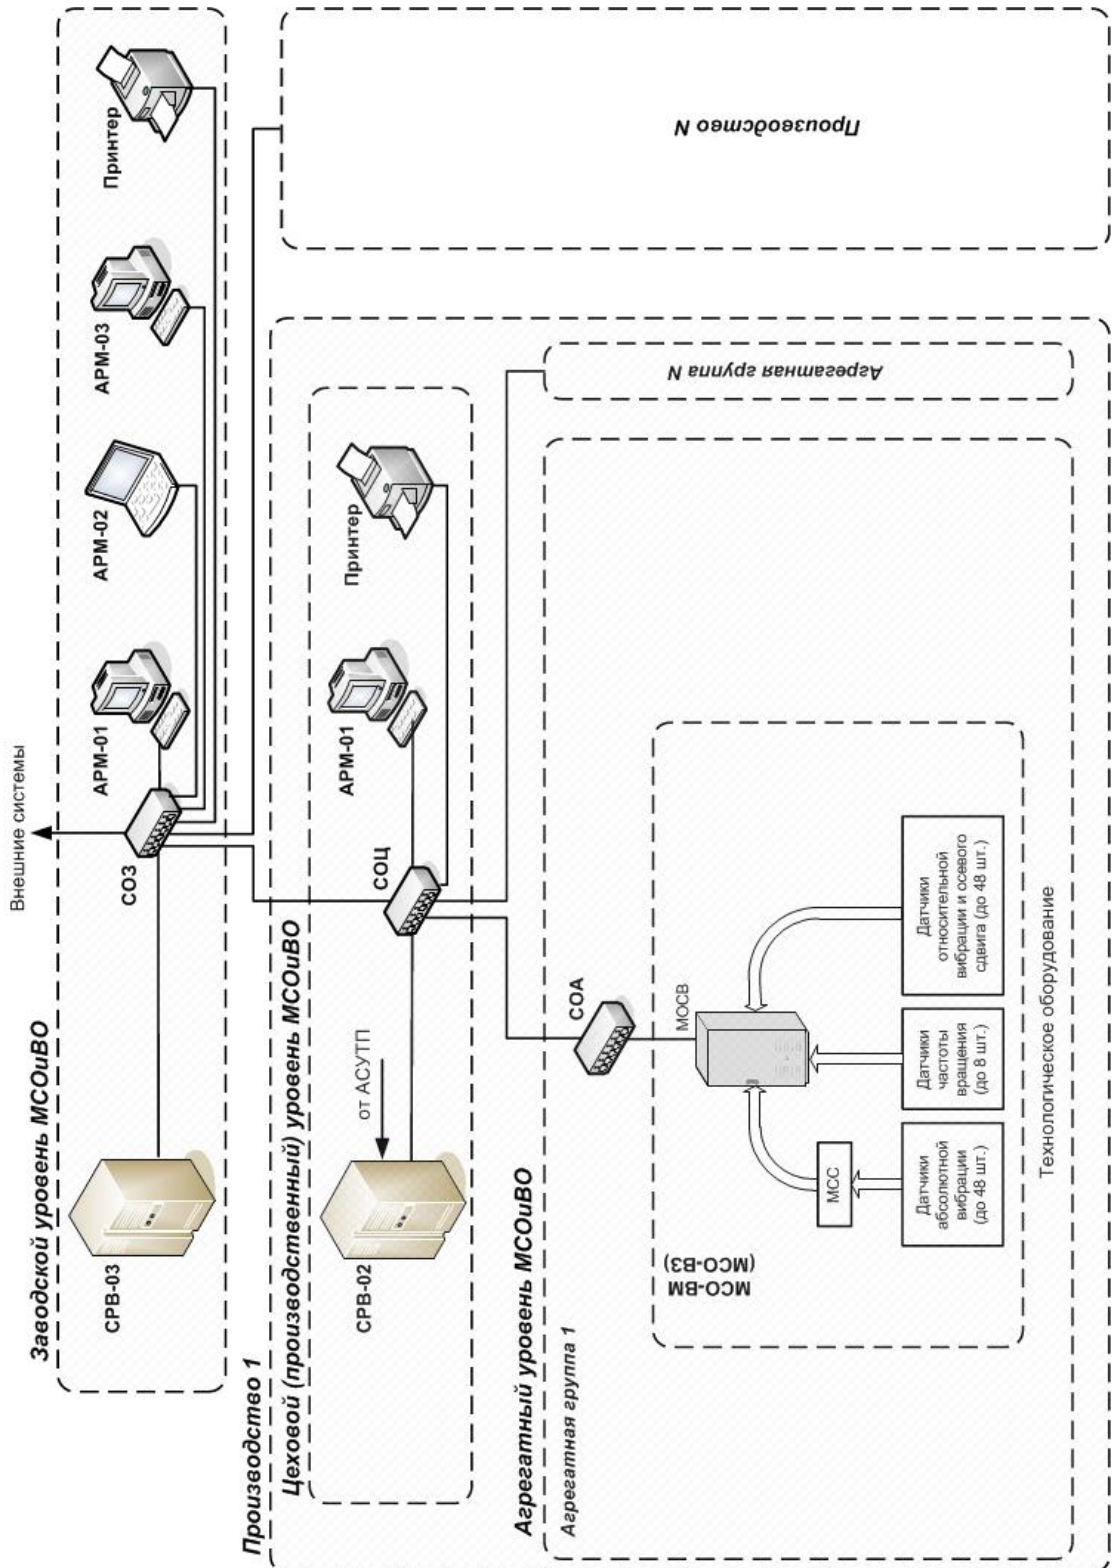 Внешние системы
Заводской уровень МСОиВО
СРВ-03
СОЗ
АРМ-01
АРМ-02
АРМ-03
Принтер
Производство 1
Цеховой (производственный) уровень МСОиВО
СРВ-02
от АСУТП
СОЦ
АРМ-01
Принтер
Производство N
Агрегатный уровень МСОиВО
Агрегатная группа 1
Агрегатная группа N
СОА
МСО-ВМ
(МСО-ВЗ)
МОСВ
МСС
Датчики
абсолютной
вибрации
(до 48 шт.)
Датчики
частоты
вращения
(до 8 шт.)
Датчики
относительной
вибрации и осевого
сдвига (до 48 шт.)
Технологическое оборудование